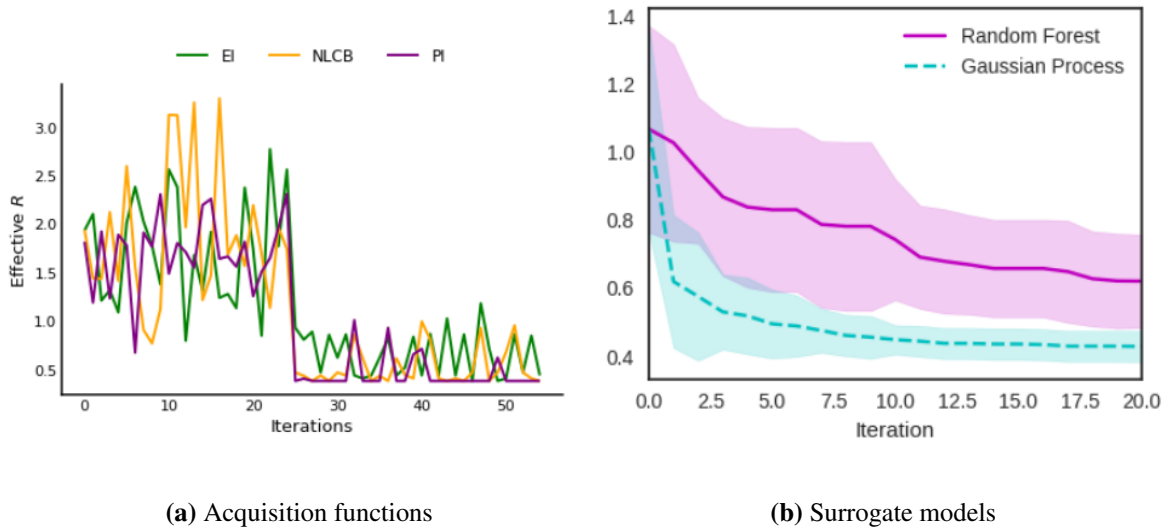 EI NLCB PI
Effective R
3.0
2.5
2.0
1.5
1.0
0.5
0 10 20 30 40 50
Iterations
(a) Acquisition functions
Random Forest
Gaussian Process
1.4
1.2
1.0
0.8
0.6
0.4
0.0 2.5 5.0 7.5 10.0 12.5 15.0 17.5 20.0
Iteration
(b) Surrogate models